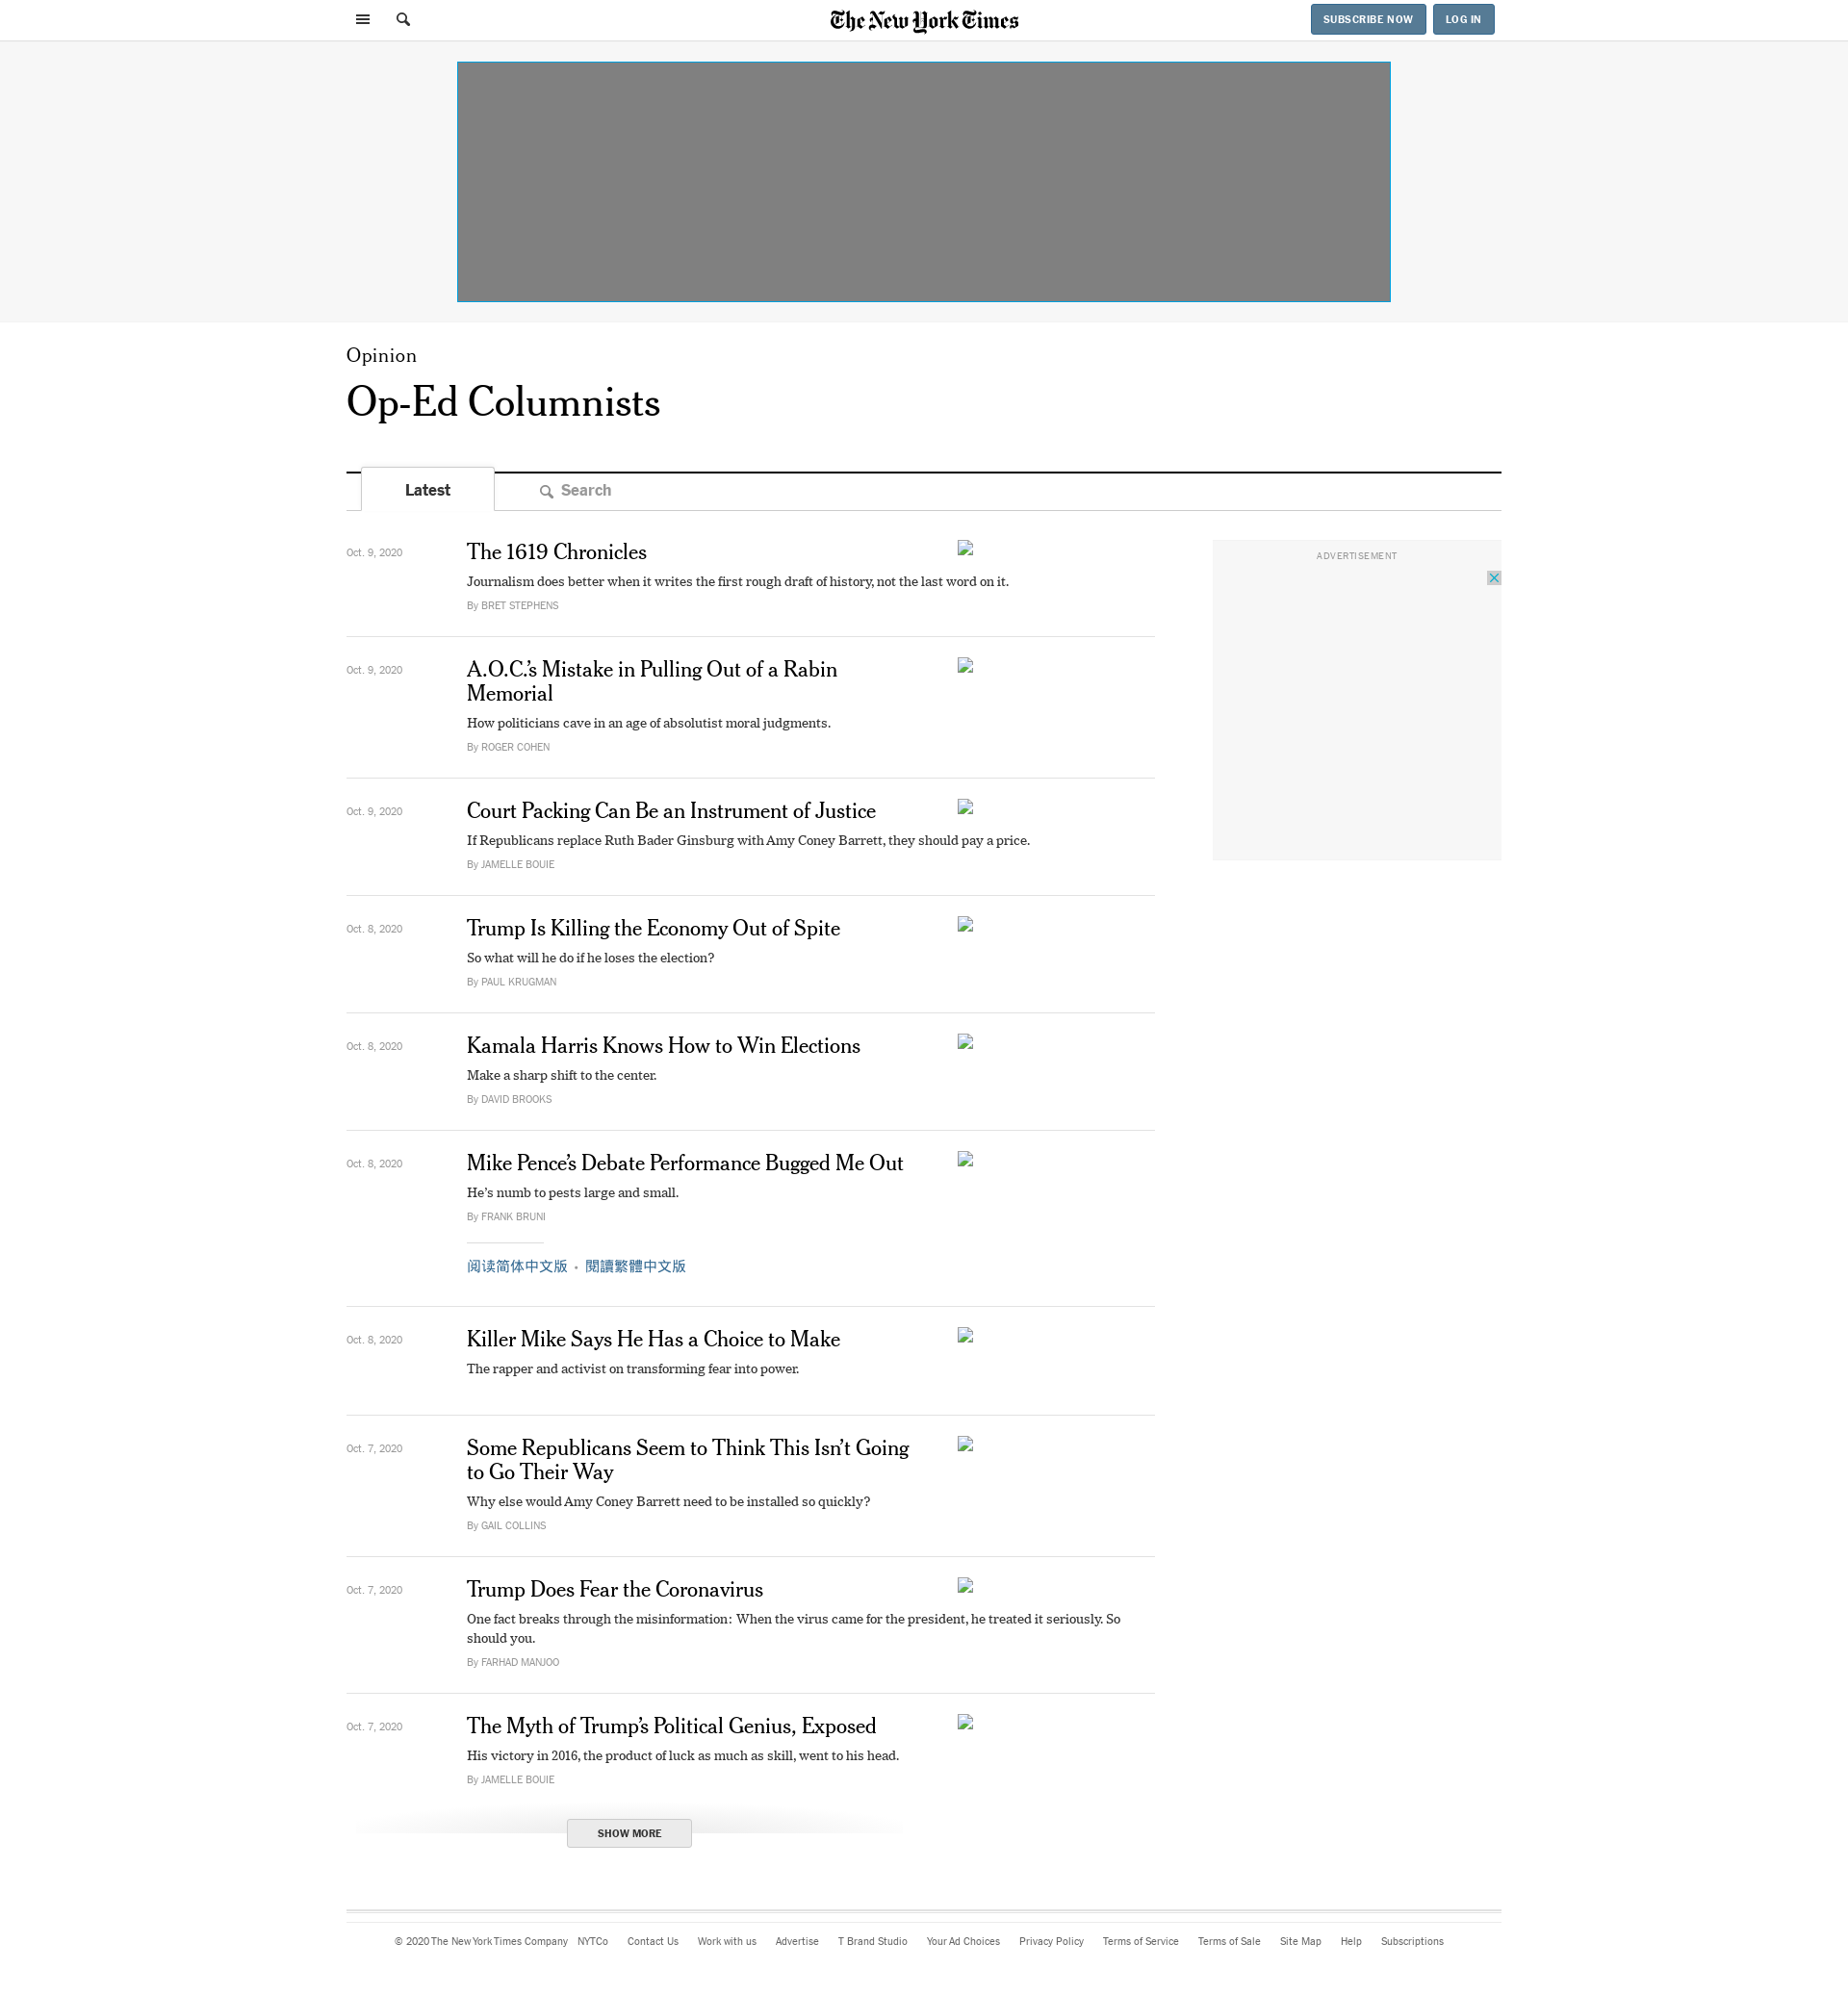 The New York Times
SUBSCRIBE NOW
LOG IN
Opinion
Op-Ed Columnists
Latest
Search
Oct. 9, 2020
The 1619 Chronicles
Journalism does better when it writes the first rough draft of history, not the last word on it.
By BRET STEPHENS
ADVERTISEMENT
Oct. 9, 2020
A.O.C.’s Mistake in Pulling Out of a Rabin
Memorial
How politicians cave in an age of absolutist moral judgments.
By ROGER COHEN
Oct. 9, 2020
Court Packing Can Be an Instrument of Justice
If Republicans replace Ruth Bader Ginsburg with Amy Coney Barrett, they should pay a price.
By JAMELLE BOUIE
Oct. 8, 2020
Trump Is Killing the Economy Out of Spite
So what will he do if he loses the election?
By PAUL KRUGMAN
Oct. 8, 2020
Kamala Harris Knows How to Win Elections
Make a sharp shift to the center.
By DAVID BROOKS
Oct. 8, 2020
Mike Pence’s Debate Performance Bugged Me Out
He’s numb to pests large and small.
By FRANK BRUNI
阅读简体中文版 • 閱讀繁體中文版
Oct. 8, 2020
Killer Mike Says He Has a Choice to Make
The rapper and activist on transforming fear into power.
Oct. 7, 2020
Some Republicans Seem to Think This Isn’t Going
to Go Their Way
Why else would Amy Coney Barrett need to be installed so quickly?
By GAIL COLLINS
Oct. 7, 2020
Trump Does Fear the Coronavirus
One fact breaks through the misinformation: When the virus came for the president, he treated it seriously. So
should you.
By FARHAD MANJOO
Oct. 7, 2020
The Myth of Trump’s Political Genius, Exposed
His victory in 2016, the product of luck as much as skill, went to his head.
By JAMELLE BOUIE
SHOW MORE
© 2020 The New York Times Company NYTCo Contact Us Work with us Advertise T Brand Studio Your Ad Choices Privacy Policy Terms of Service Terms of Sale Site Map Help Subscriptions